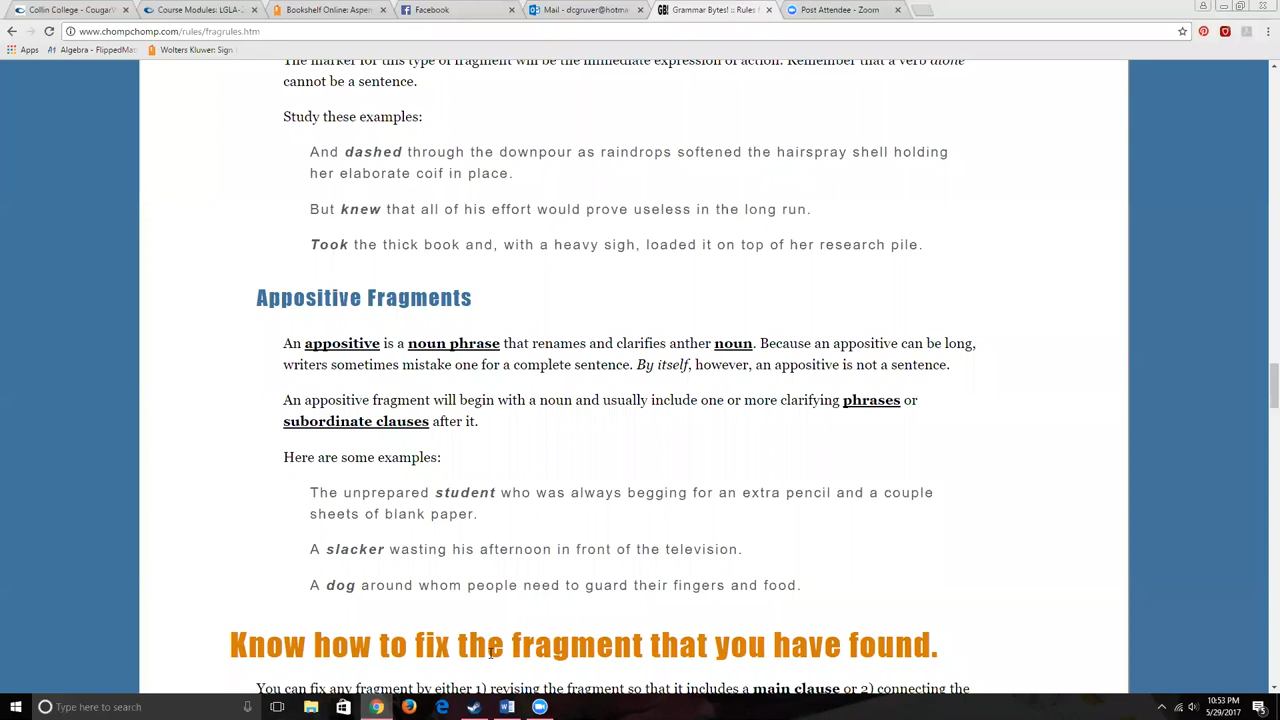 Collin College - CougarW
Course Modules: LGLA-
Bookshelf Online: Aspen
Facebook
Mail - dcgruver@hotma
Grammar Bytes! :: Rules f
Post Attendee - Zoom
www.chompchomp.com/rules/fragrules.htm
Apps
Algebra - FlippedMat
Wolters Kluwer: Sign
The marker for this type of fragment will be the immediate expression of action. Remember that a verb alone
cannot be a sentence.
Study these examples:
And dashed through the downpour as raindrops softened the hairspray shell holding
her elaborate coif in place.
But knew that all of his effort would prove useless in the long run.
Took the thick book and, with a heavy sigh, loaded it on top of her research pile.
Appositive Fragments
An appositive is a noun phrase that renames and clarifies anther noun. Because an appositive can be long,
writers sometimes mistake one for a complete sentence. By itself, however, an appositive is not a sentence.
An appositive fragment will begin with a noun and usually include one or more clarifying phrases or
subordinate clauses after it.
Here are some examples:
The unprepared student who was always begging for an extra pencil and a couple
sheets of blank paper.
A slacker wasting his afternoon in front of the television.
A dog around whom people need to guard their fingers and food.
Know how to fix the fragment that you have found.
You can fix any fragment by either 1) revising the fragment so that it includes a main clause or 2) connecting the
Type here to search
10:53 PM
5/29/2017